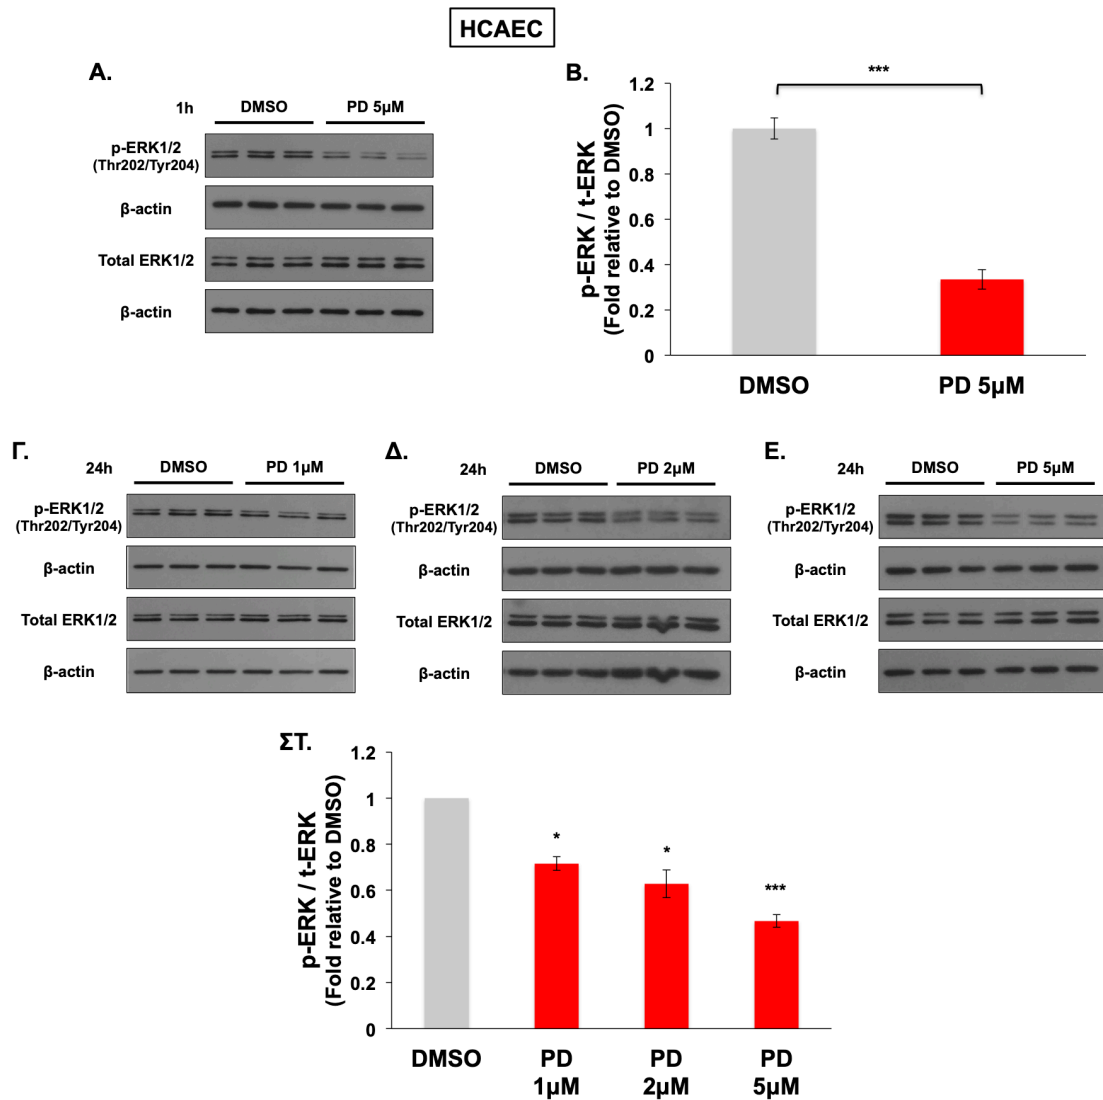 HCAEC
A.
1h
DMSO
PD 5μM
p-ERK1/2
(Thr202/Tyr204)
β-actin
Total ERK1/2
β-actin
B.
***
p-ERK / t-ERK
(Fold relative to DMSO)
1.2
1
0.8
0.6
0.4
0.2
0
DMSO
PD 5μM
Γ.
24h
DMSO
PD 1μM
p-ERK1/2
(Thr202/Tyr204)
β-actin
Total ERK1/2
β-actin
Δ.
24h
DMSO
PD 2μM
p-ERK1/2
(Thr202/Tyr204)
β-actin
Total ERK1/2
β-actin
E.
24h
DMSO
PD 5μM
p-ERK1/2
(Thr202/Tyr204)
β-actin
Total ERK1/2
β-actin
ΣΤ.
p-ERK / t-ERK
(Fold relative to DMSO)
1.2
1
0.8
0.6
0.4
0.2
0
*
*
***
DMSO
PD
1μM
PD
2μM
PD
5μM